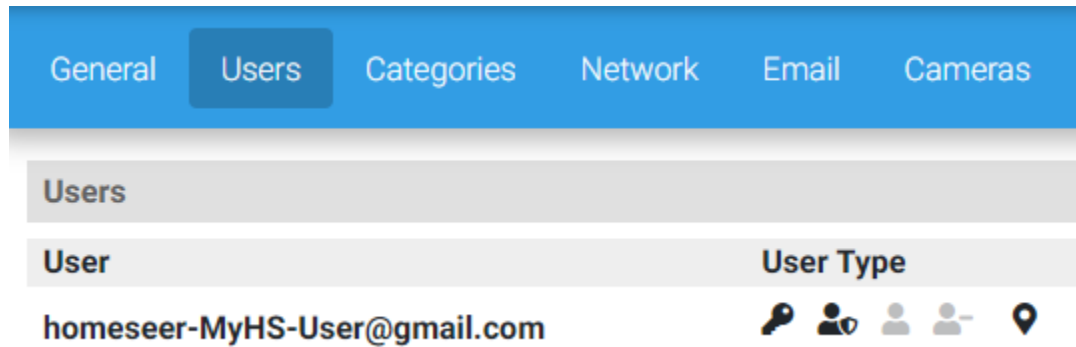 General Users Categories Network Email Cameras
Users
User User Type
homeseer-MyHS-User@gmail.com